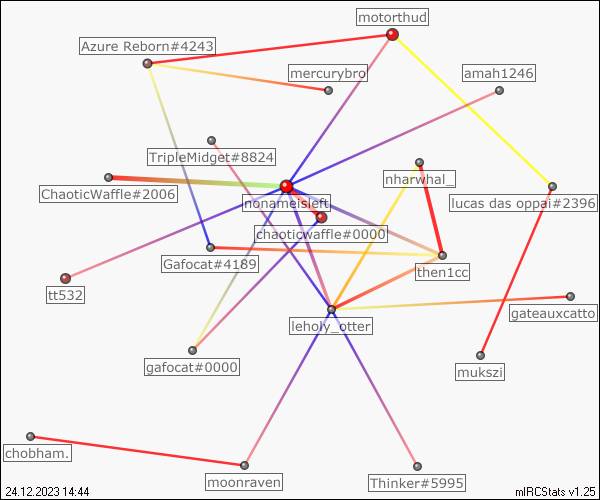 motorthud
Azure Reborn#4243
mercurybro
amah1246
TripleMidget#8824
nharwhal_
ChaoticWaffle#2006
nonameisleft
lucas das oppai#2396
chaoticwaffle#0000
Gafocat#4189
then1cc
tt532
gateauxcatto
leholy_otter
gafocat#0000
mukszi
chobham.
moonraven
Thinker#5995
24.12.2023 14:44
mIRCStats v1.25